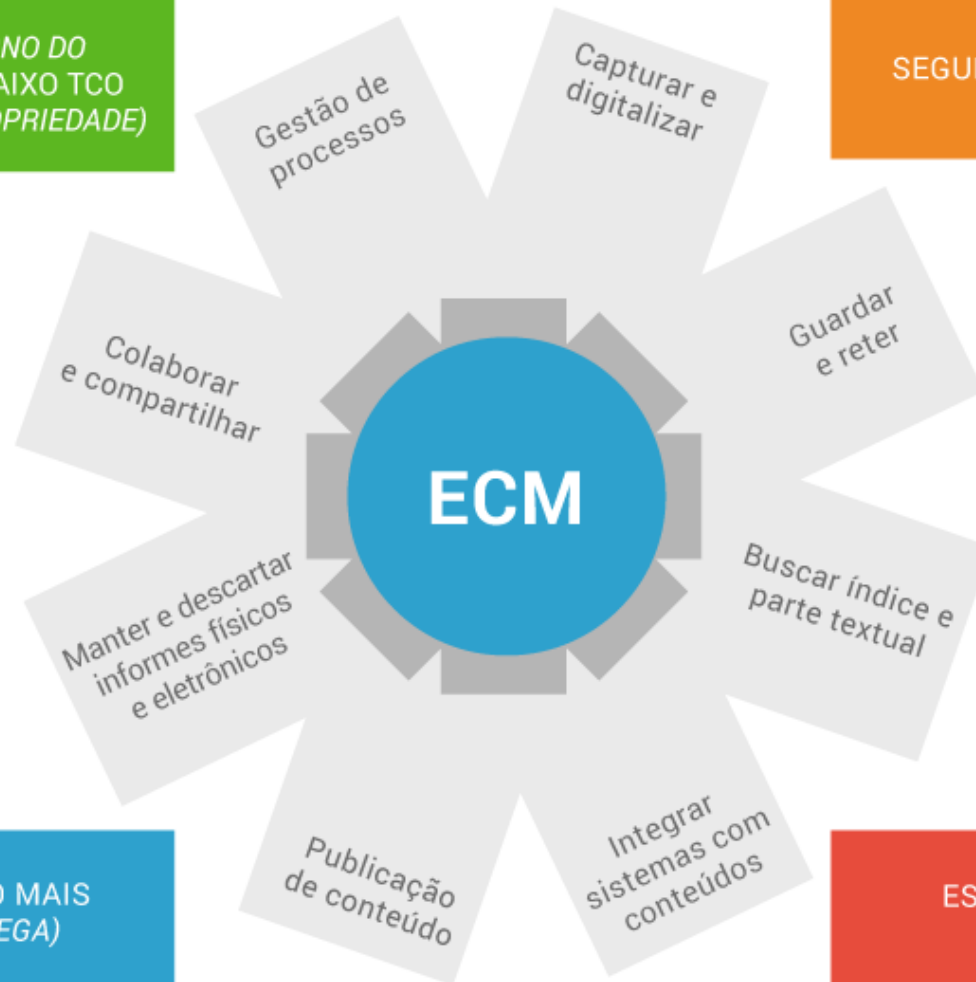 NO DO
AIXO TCO
OPRIEDADE)
SEGU
Gestão de
processos
Capturar e
digitalizar
Guardar
e reter
Colaborar
e compartilhar
ECM
Buscar índice e
parte textual
Manter e descartar
informes físicos
e eletrônicos
Publicação
de conteúdo
Integrar
sistemas com
conteúdos
O MAIS
EGA)
ES